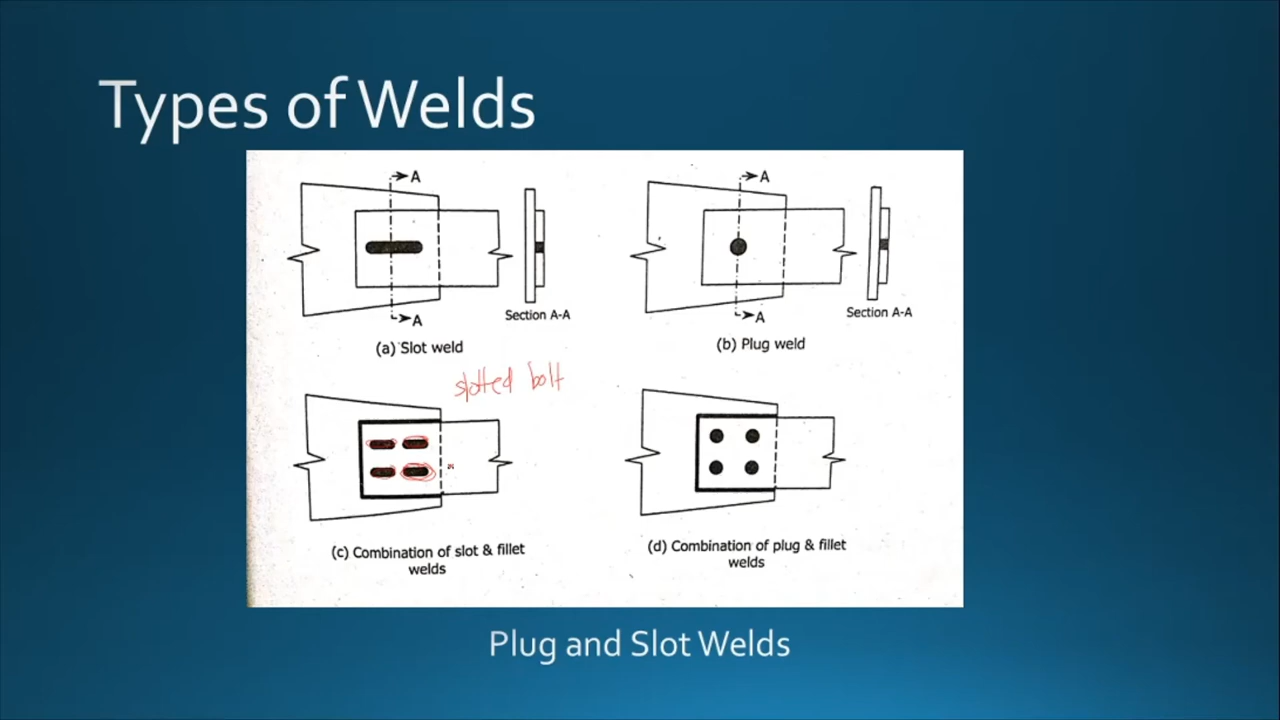 Types of Welds
A
A
Section A-A
(a) Slot weld
A
A
Section A-A
(b) Plug weld
slotted bolt
(c) Combination of slot & fillet
welds
(d) Combination of plug & fillet
welds
Plug and Slot Welds